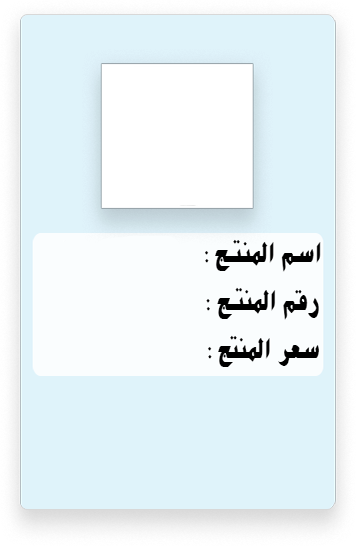 اسم المنتج :
رقم المنتج :
سعر المنتج :